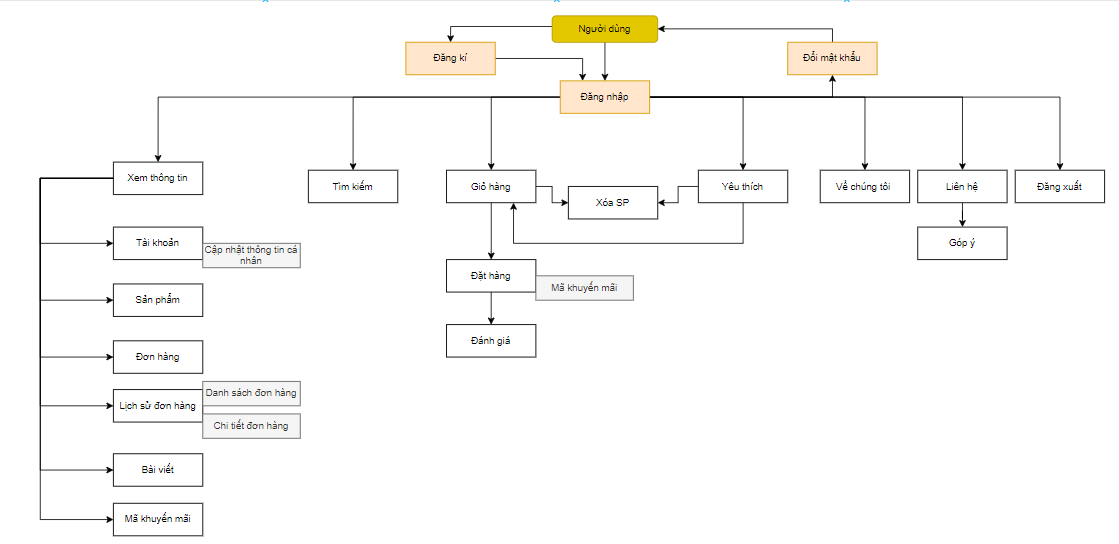 Người dùng
Đăng kí
Đổi mật khẩu
Đăng nhập
Xem thông tin
Tìm kiếm
Giỏ hàng
Xóa SP
Yêu thích
Về chúng tôi
Liên hệ
Đăng xuất
Tài khoản
Cập nhật thông tin cá
nhân
Góp ý
Đặt hàng
Mã khuyến mãi
Sản phẩm
Đánh giá
Đơn hàng
Lịch sử đơn hàng
Danh sách đơn hàng
Chi tiết đơn hàng
Bài viết
Mã khuyến mãi